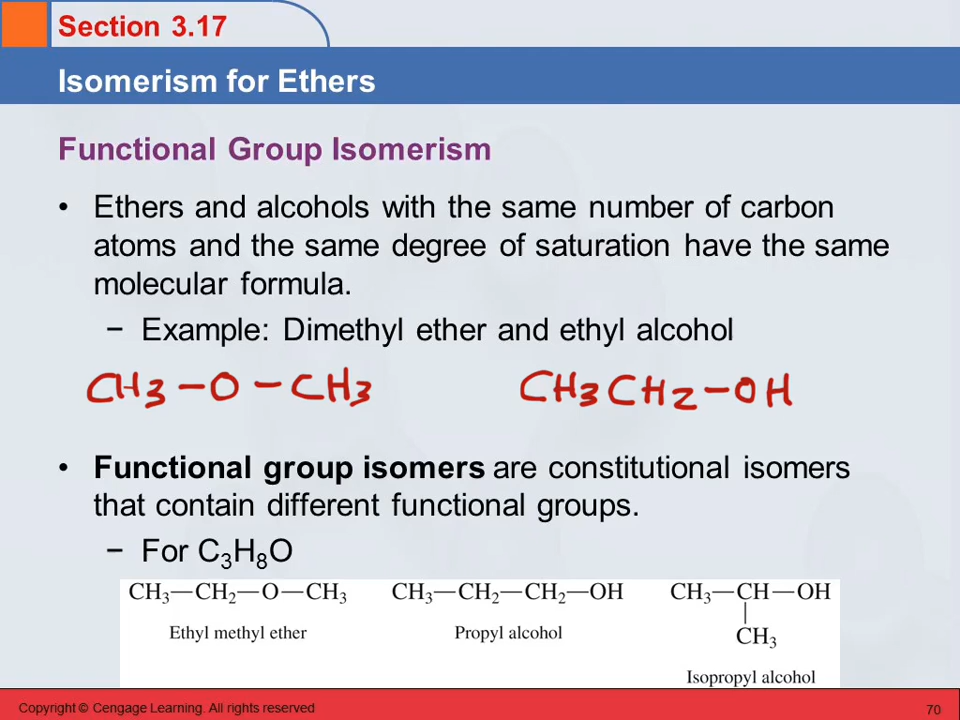 Section 3.17
Isomerism for Ethers
Functional Group Isomerism
• Ethers and alcohols with the same number of carbon
atoms and the same degree of saturation have the same
molecular formula.
− Example: Dimethyl ether and ethyl alcohol
CH3-O-CH3 CH3CH2-OH
• Functional group isomers are constitutional isomers
that contain different functional groups.
− For C₃H₈O
CH₃—CH₂—O—CH₃ CH₃—CH₂—CH₂—OH CH₃—CH—OH
Ethyl methyl ether Propyl alcohol CH₃
Isopropyl alcohol
Copyright © Cengage Learning. All rights reserved 70